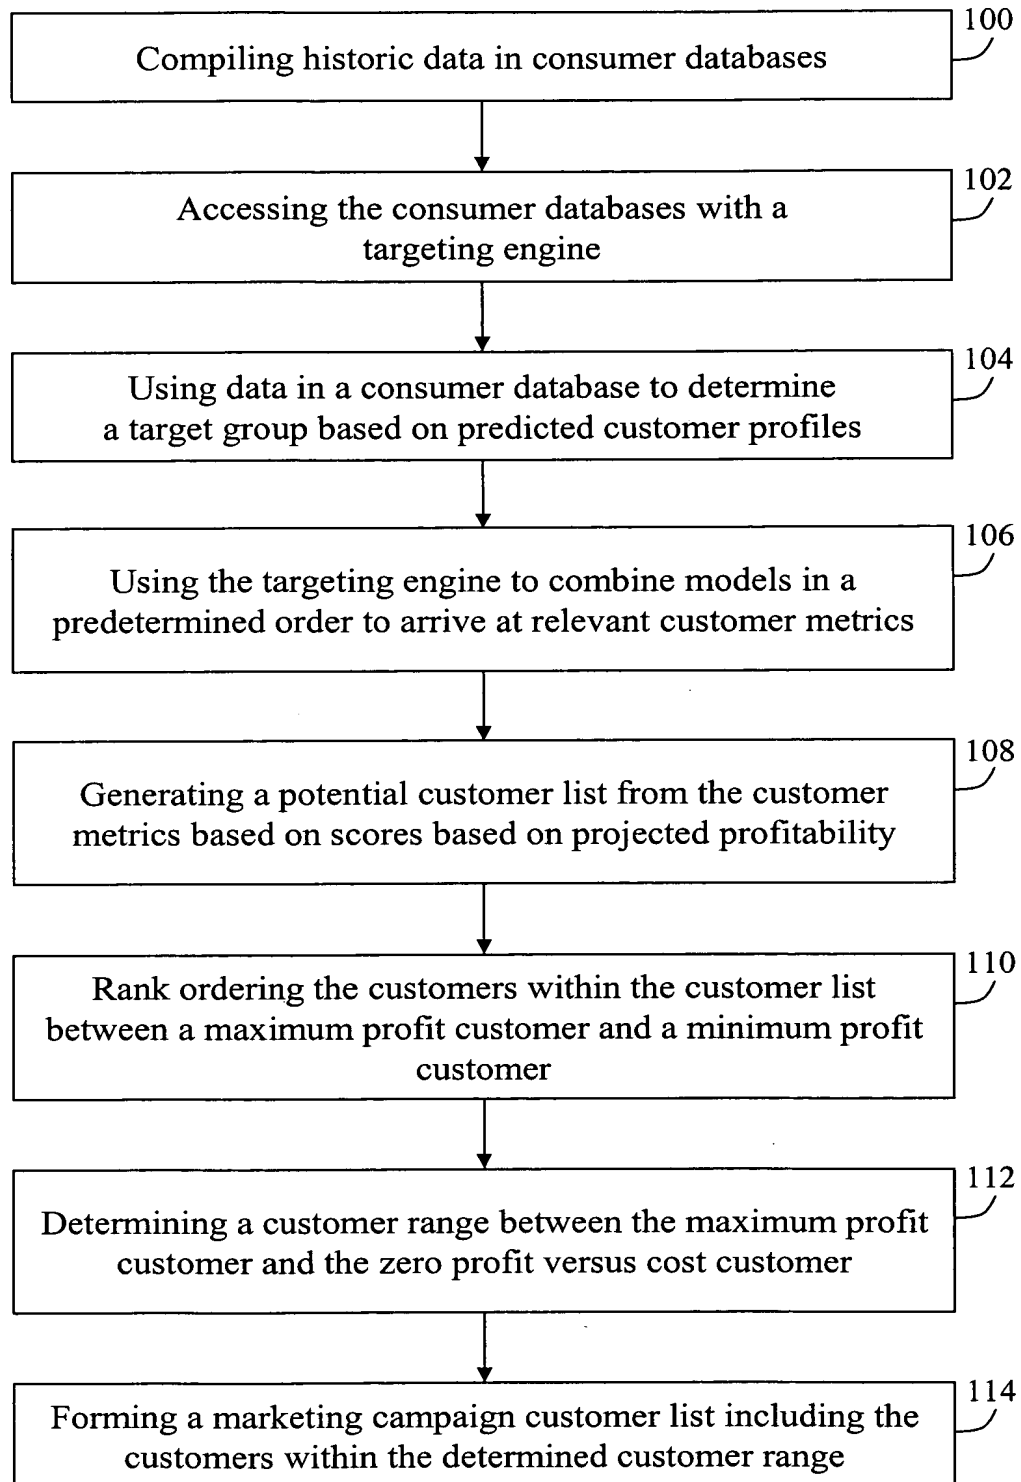 100
Compiling historic data in consumer databases
102
Accessing the consumer databases with a
targeting engine
104
Using data in a consumer database to determine
a target group based on predicted customer profiles
106
Using the targeting engine to combine models in a
predetermined order to arrive at relevant customer metrics
108
Generating a potential customer list from the customer
metrics based on scores based on projected profitability
110
Rank ordering the customers within the customer list
between a maximum profit customer and a minimum profit
customer
112
Determining a customer range between the maximum profit
customer and the zero profit versus cost customer
114
Forming a marketing campaign customer list including the
customers within the determined customer range